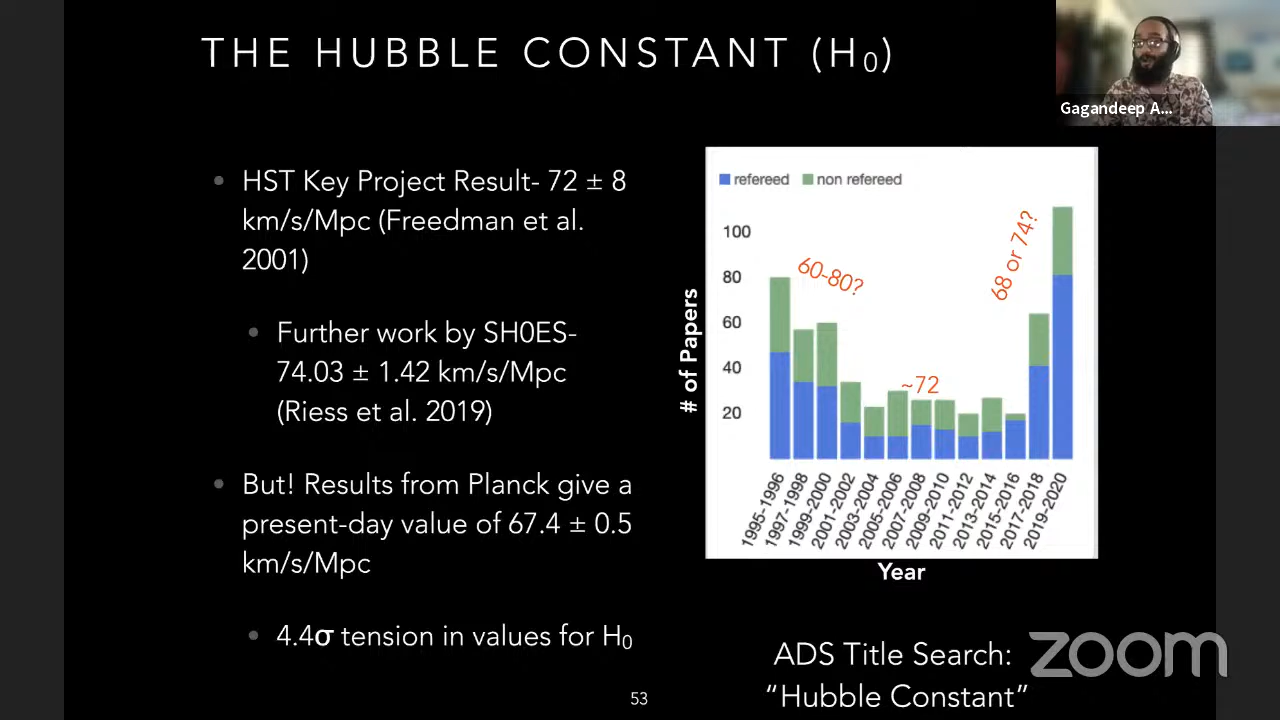 THE HUBBLE CONSTANT (H₀)
Gagandeep A...
• HST Key Project Result- 72 ± 8
km/s/Mpc (Freedman et al.
2001)
• Further work by SH0ES-
74.03 ± 1.42 km/s/Mpc
(Riess et al. 2019)
• But! Results from Planck give a
present-day value of 67.4 ± 0.5
km/s/Mpc
• 4.4σ tension in values for H₀
refereed non refereed
100
80
60
40
20
60-80?
~72
68 or 74?
# of Papers
1995-1996
1997-1998
1999-2000
2001-2002
2003-2004
2005-2006
2007-2008
2009-2010
2011-2012
2013-2014
2015-2016
2017-2018
2019-2020
Year
ADS Title Search:
“Hubble Constant”
zoom
53